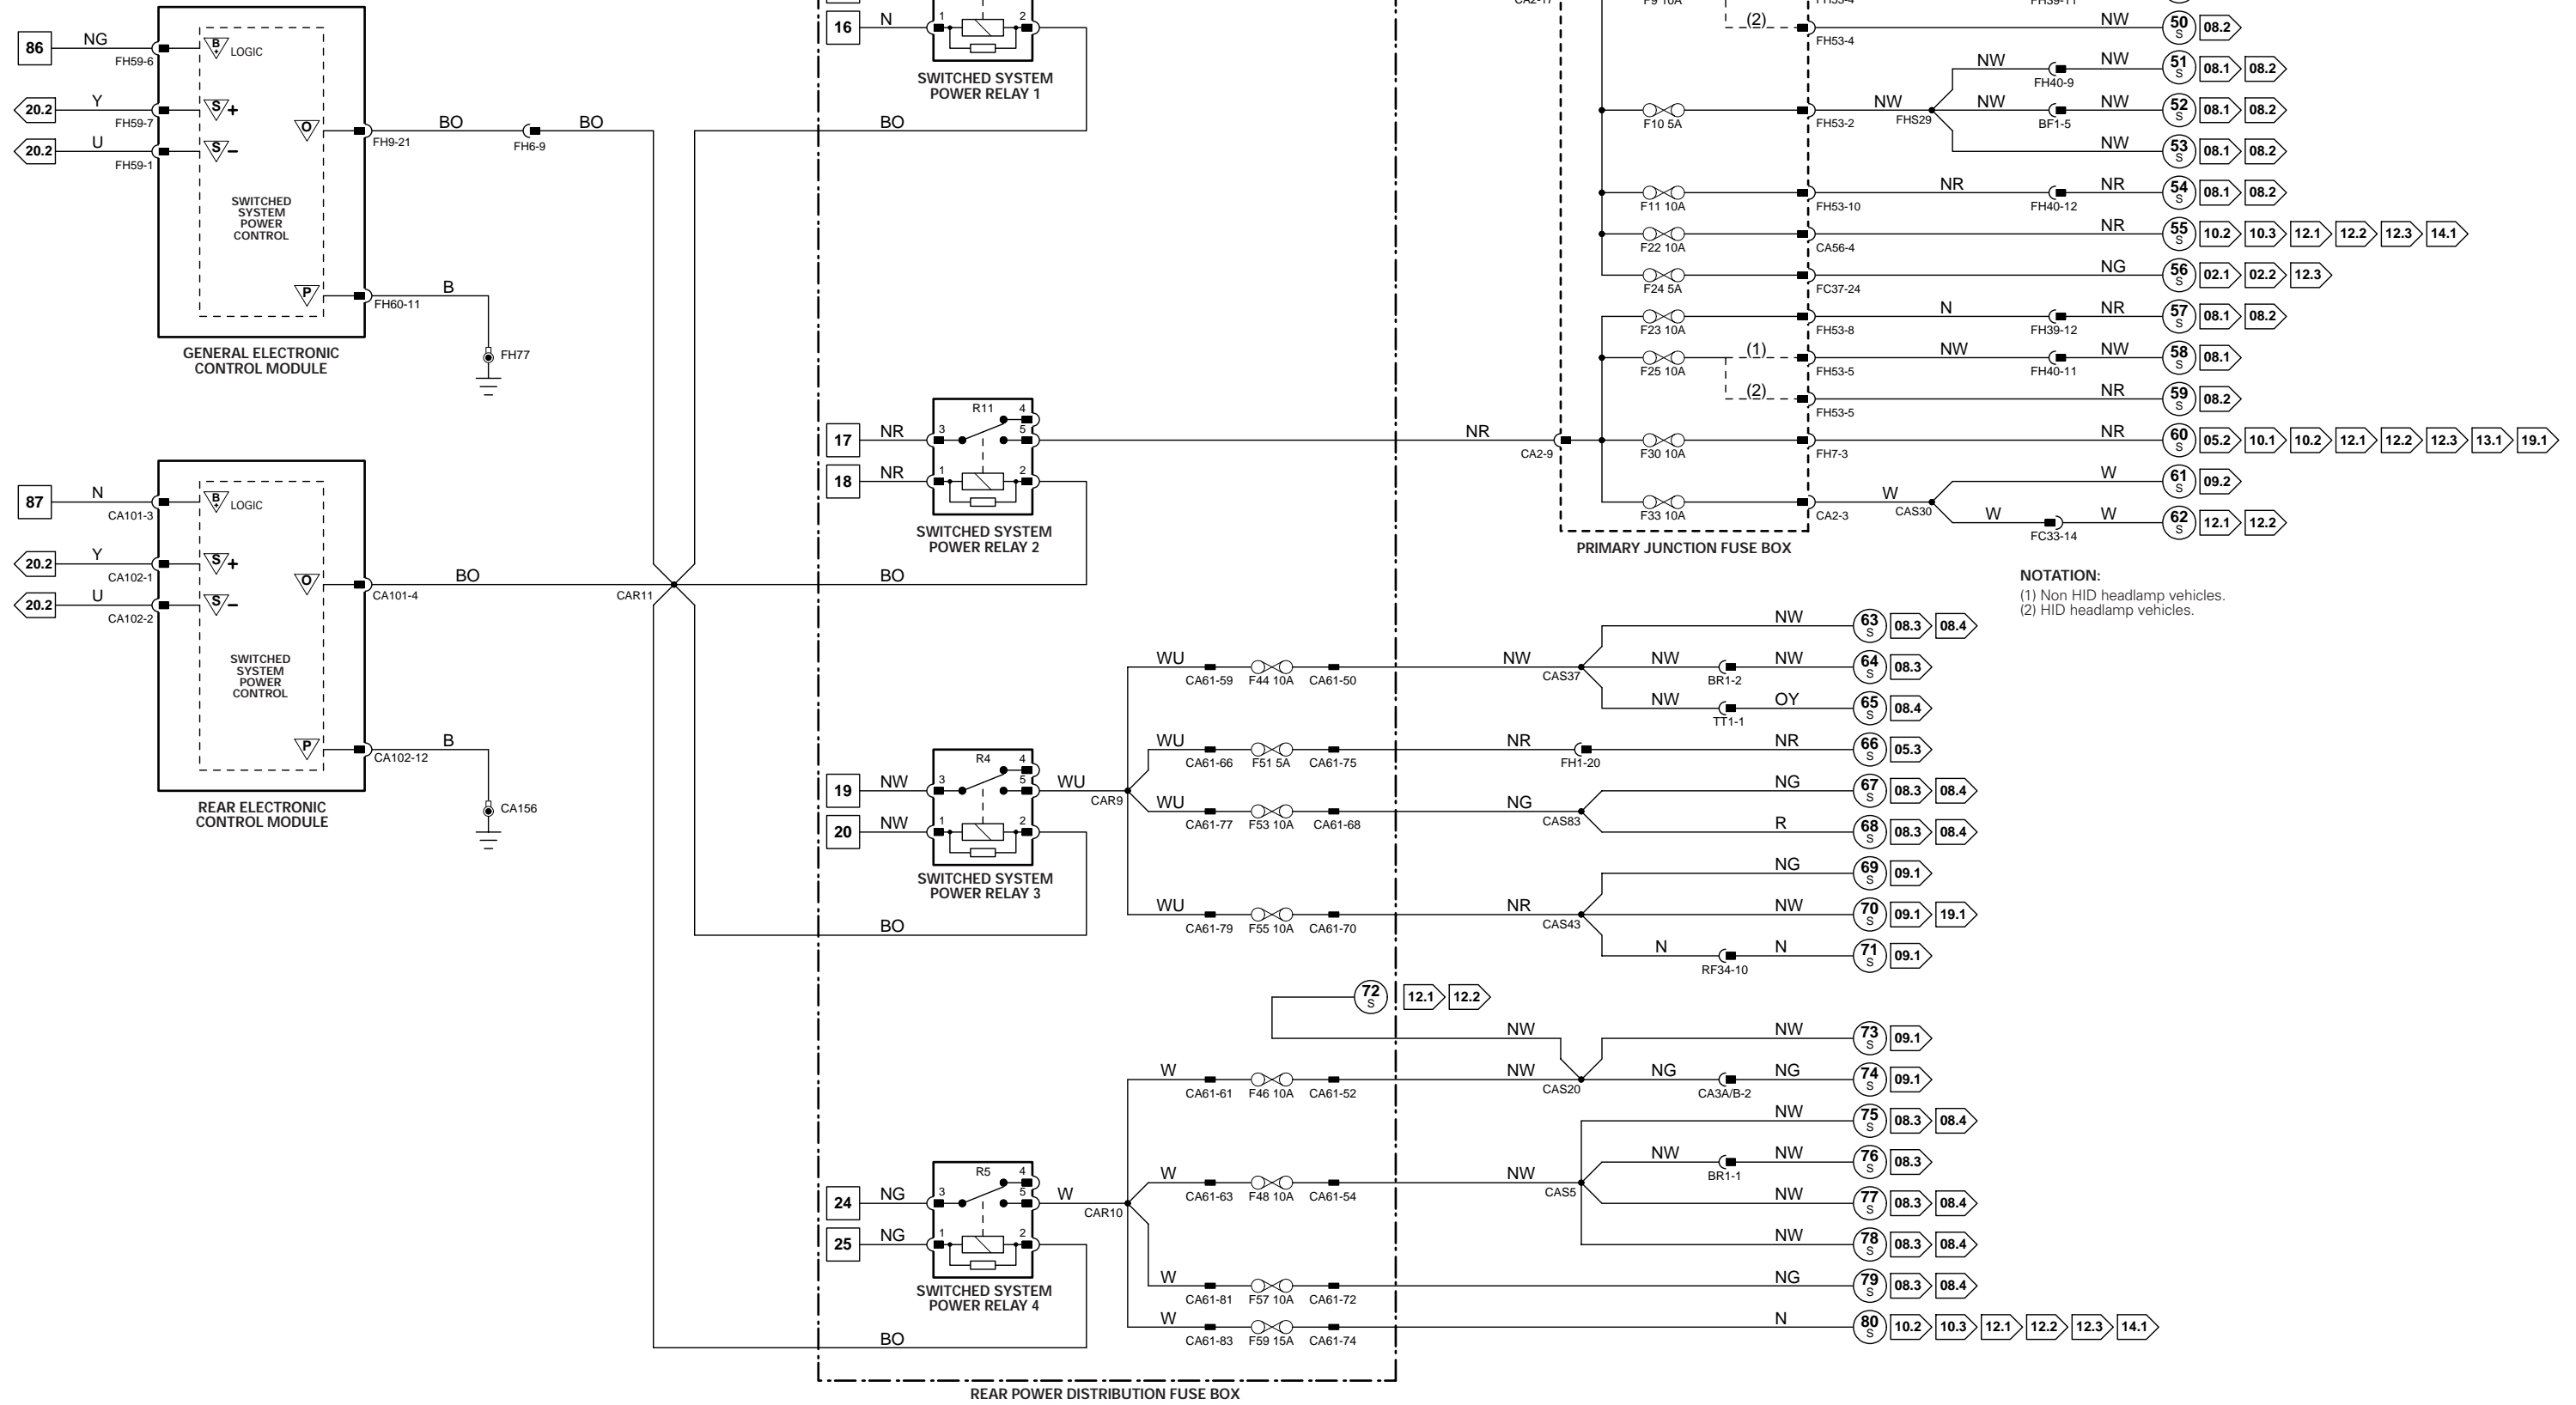 86
NG
FH59-6
B+
LOGIC
20.2
Y
FH59-7
S+
20.2
U
FH59-1
S−
SWITCHED
SYSTEM
POWER
CONTROL
O
FH9-21
BO
FH6-9
BO
P
FH60-11
B
FH77
GENERAL ELECTRONIC
CONTROL MODULE
87
N
CA101-3
B+
LOGIC
20.2
Y
CA102-1
S+
20.2
U
CA102-2
S−
SWITCHED
SYSTEM
POWER
CONTROL
O
CA101-4
BO
CAR11
P
CA102-12
B
CA156
REAR ELECTRONIC
CONTROL MODULE
16
N
1
2
SWITCHED SYSTEM
POWER RELAY 1
BO
17
NR
R11
3
4
5
18
NR
1
2
SWITCHED SYSTEM
POWER RELAY 2
BO
NR
CA2-9
19
NW
R4
3
4
5
WU
CAR9
20
NW
1
2
SWITCHED SYSTEM
POWER RELAY 3
BO
24
NG
R5
3
4
5
W
CAR10
25
NG
1
2
SWITCHED SYSTEM
POWER RELAY 4
BO
REAR POWER DISTRIBUTION FUSE BOX
CA2-17
F9 10A
FH53-4
FH39-11
(2)
FH53-4
NW
50 S
08.2
F10 5A
FH53-2
NW
FHS29
NW
FH40-9
NW
51 S
08.1
08.2
NW
BF1-5
NW
52 S
08.1
08.2
NW
53 S
08.1
08.2
F11 10A
FH53-10
NR
FH40-12
NR
54 S
08.1
08.2
F22 10A
CA56-4
NR
55 S
10.2
10.3
12.1
12.2
12.3
14.1
F24 5A
FC37-24
NG
56 S
02.1
02.2
12.3
F23 10A
FH53-8
N
FH39-12
NR
57 S
08.1
08.2
F25 10A
(1)
FH53-5
NW
FH40-11
NW
58 S
08.1
(2)
FH53-5
NR
59 S
08.2
F30 10A
FH7-3
NR
60 S
05.2
10.1
10.2
12.1
12.2
12.3
13.1
19.1
F33 10A
CA2-3
W
CAS30
W
61 S
09.2
W
FC33-14
W
62 S
12.1
12.2
PRIMARY JUNCTION FUSE BOX
NOTATION:
(1) Non HID headlamp vehicles.
(2) HID headlamp vehicles.
WU
CA61-59
F44 10A
CA61-50
NW
CAS37
NW
63 S
08.3
08.4
NW
BR1-2
NW
64 S
08.3
NW
TT1-1
OY
65 S
08.4
WU
CA61-66
F51 5A
CA61-75
NR
FH1-20
NR
66 S
05.3
WU
CA61-77
F53 10A
CA61-68
NG
CAS83
NG
67 S
08.3
08.4
R
68 S
08.3
08.4
WU
CA61-79
F55 10A
CA61-70
NR
CAS43
NG
69 S
09.1
NW
70 S
09.1
19.1
N
RF34-10
N
71 S
09.1
72 S
12.1
12.2
NW
NW
73 S
09.1
W
CA61-61
F46 10A
CA61-52
NW
CAS20
NG
CA3A/B-2
NG
74 S
09.1
NW
75 S
08.3
08.4
NW
BR1-1
NW
76 S
08.3
W
CA61-63
F48 10A
CA61-54
NW
CAS5
NW
77 S
08.3
08.4
NW
78 S
08.3
08.4
W
CA61-81
F57 10A
CA61-72
NG
79 S
08.3
08.4
W
CA61-83
F59 15A
CA61-74
N
80 S
10.2
10.3
12.1
12.2
12.3
14.1